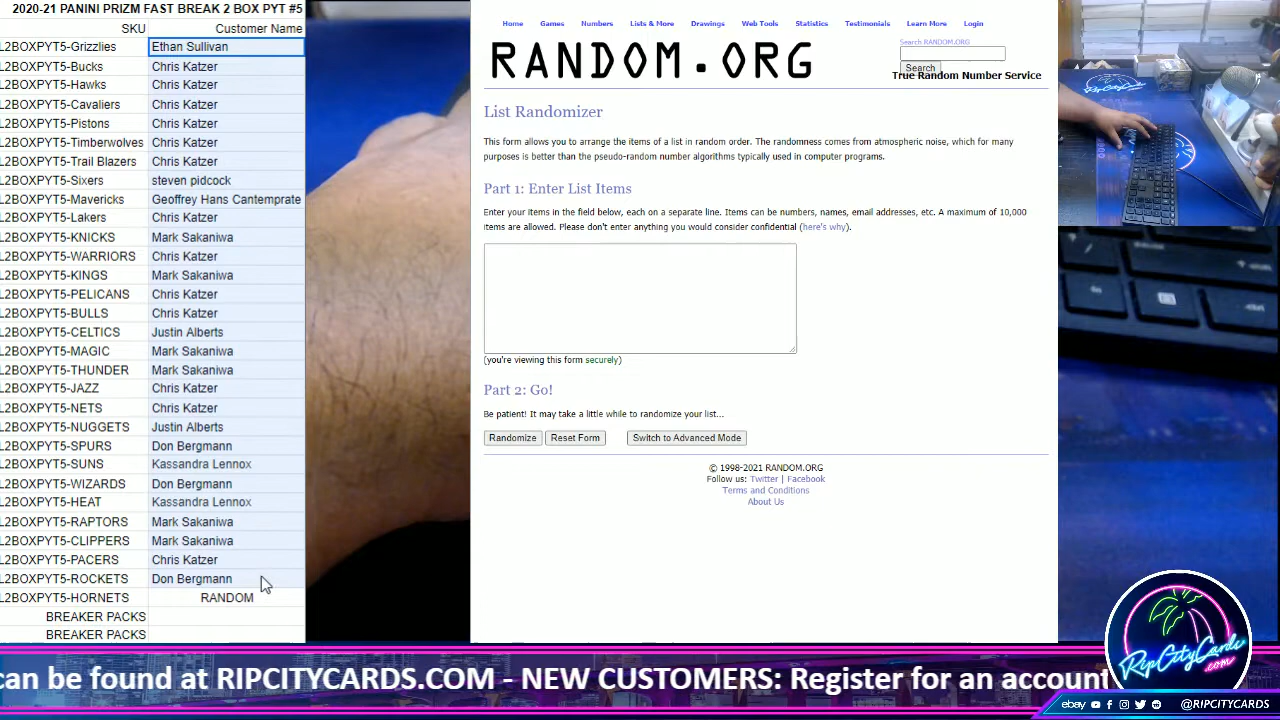 2020-21 PANINI PRIZM FAST BREAK 2 BOX PYT #5
SKU Customer Name
L2BOXPYT5-Grizzlies Ethan Sullivan
L2BOXPYT5-Bucks Chris Katzer
L2BOXPYT5-Hawks Chris Katzer
L2BOXPYT5-Cavaliers Chris Katzer
L2BOXPYT5-Pistons Chris Katzer
L2BOXPYT5-Timberwolves Chris Katzer
L2BOXPYT5-Trail Blazers Chris Katzer
L2BOXPYT5-Sixers steven pidcock
L2BOXPYT5-Mavericks Geoffrey Hans Cantemprate
L2BOXPYT5-Lakers Chris Katzer
L2BOXPYT5-KNICKS Mark Sakaniwa
L2BOXPYT5-WARRIORS Chris Katzer
L2BOXPYT5-KINGS Mark Sakaniwa
L2BOXPYT5-PELICANS Chris Katzer
L2BOXPYT5-BULLS Chris Katzer
L2BOXPYT5-CELTICS Justin Alberts
L2BOXPYT5-MAGIC Mark Sakaniwa
L2BOXPYT5-THUNDER Mark Sakaniwa
L2BOXPYT5-JAZZ Chris Katzer
L2BOXPYT5-NETS Chris Katzer
L2BOXPYT5-NUGGETS Justin Alberts
L2BOXPYT5-SPURS Don Bergmann
L2BOXPYT5-SUNS Kassandra Lennox
L2BOXPYT5-WIZARDS Don Bergmann
L2BOXPYT5-HEAT Kassandra Lennox
L2BOXPYT5-RAPTORS Mark Sakaniwa
L2BOXPYT5-CLIPPERS Mark Sakaniwa
L2BOXPYT5-PACERS Chris Katzer
L2BOXPYT5-ROCKETS Don Bergmann
L2BOXPYT5-HORNETS RANDOM
BREAKER PACKS
BREAKER PACKS
Home Games Numbers Lists & More Drawings Web Tools Statistics Testimonials Learn More Login
RANDOM.ORG
Search RANDOM.ORG
Search
True Random Number Service
List Randomizer
This form allows you to arrange the items of a list in random order. The randomness comes from atmospheric noise, which for many
purposes is better than the pseudo-random number algorithms typically used in computer programs.
Part 1: Enter List Items
Enter your items in the field below, each on a separate line. Items can be numbers, names, email addresses, etc. A maximum of 10,000
items are allowed. Please don't enter anything you would consider confidential (here's why).
(you're viewing this form securely)
Part 2: Go!
Be patient! It may take a little while to randomize your list...
Randomize Reset Form Switch to Advanced Mode
© 1998-2021 RANDOM.ORG
Follow us: Twitter | Facebook
Terms and Conditions
About Us
can be found at RIPCITYCARDS.COM - NEW CUSTOMERS: Register for an account
RipCityCards
.com
ebay @RIPCITYCARDS